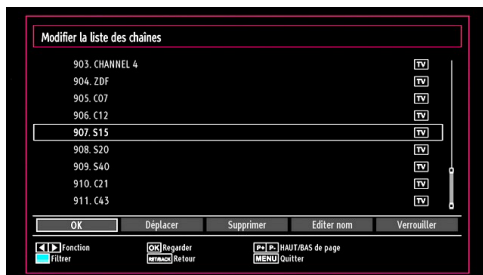 Modifier la liste des chaînes
903. CHANNEL 4 TV
904. ZDF TV
905. C07 TV
906. C12 TV
907. S15 TV
908. S20 TV
909. S40 TV
910. C21 TV
911. C43 TV
OK Déplacer Supprimer Editer nom Verrouiller
Fonction OK Regarder P+ P- HAUT/BAS de page
Filtrer RET/BACK Retour MENU Quitter